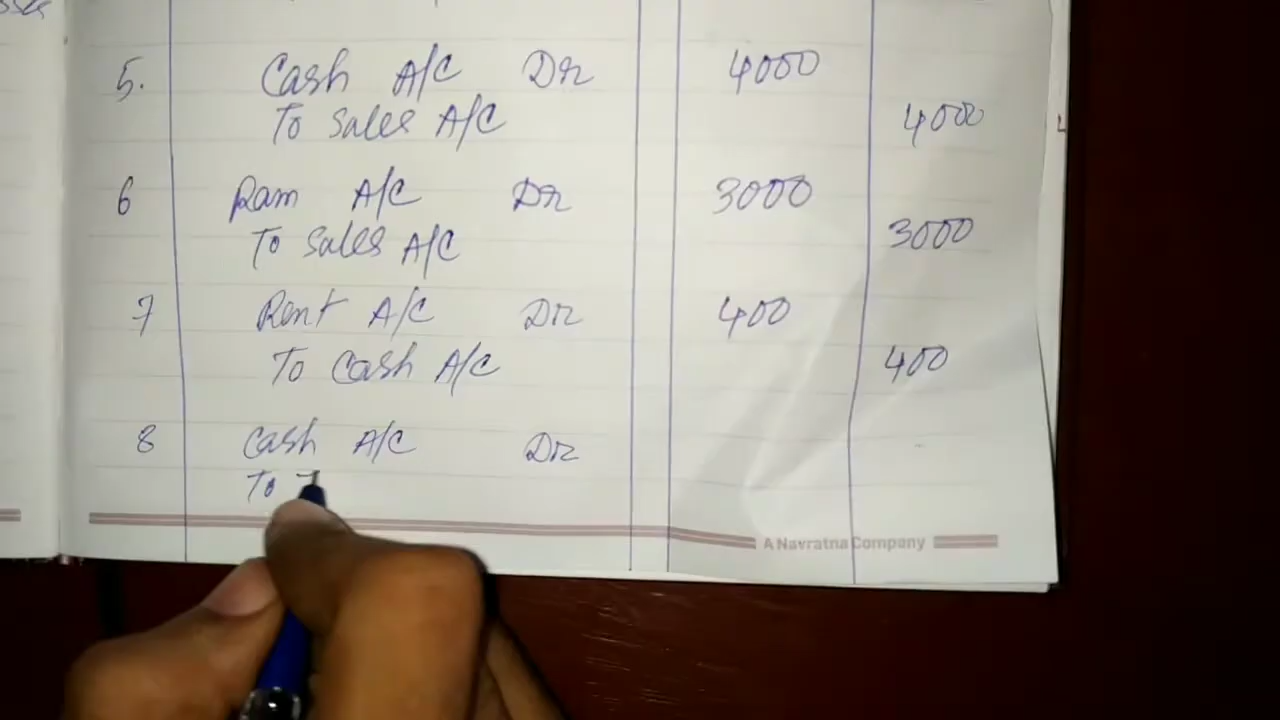 5. Cash A/C Dr 4000
To Sales A/C 4000
6 Ram A/C Dr 3000
To Sales A/C 3000
7 Rent A/C Dr 400
To Cash A/C 400
8 Cash A/C Dr
To
A Navratna Company